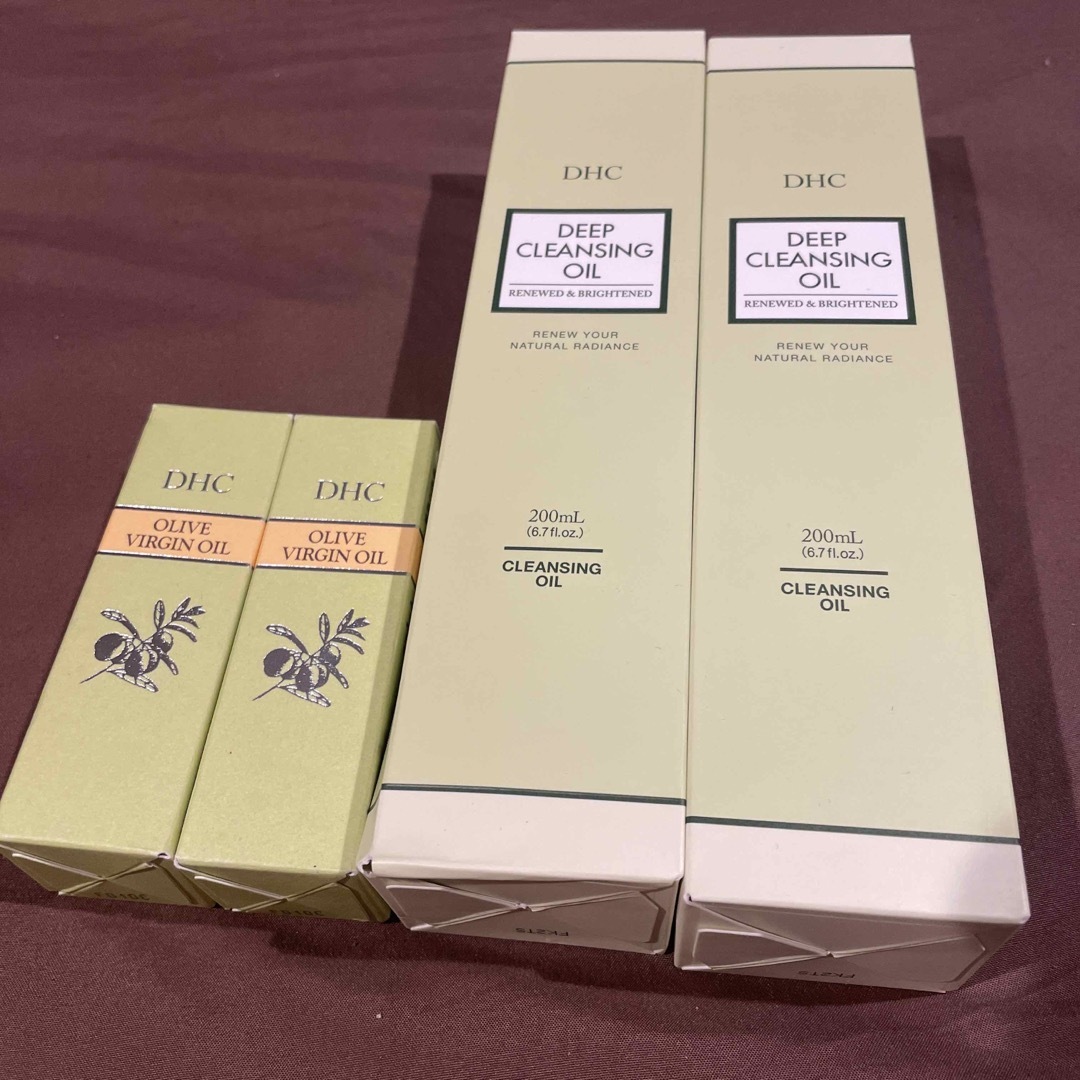 DHC
DEEP
CLEANSING
OIL
RENEWED & BRIGHTENED
RENEW YOUR
NATURAL RADIANCE
200mL
(6.7 fl.oz.)
CLEANSING
OIL
DHC
DEEP
CLEANSING
OIL
RENEWED & BRIGHTENED
RENEW YOUR
NATURAL RADIANCE
200mL
(6.7 fl.oz.)
CLEANSING
OIL
DHC
OLIVE
VIRGIN OIL
DHC
OLIVE
VIRGIN OIL
FK2TS
FK2TS